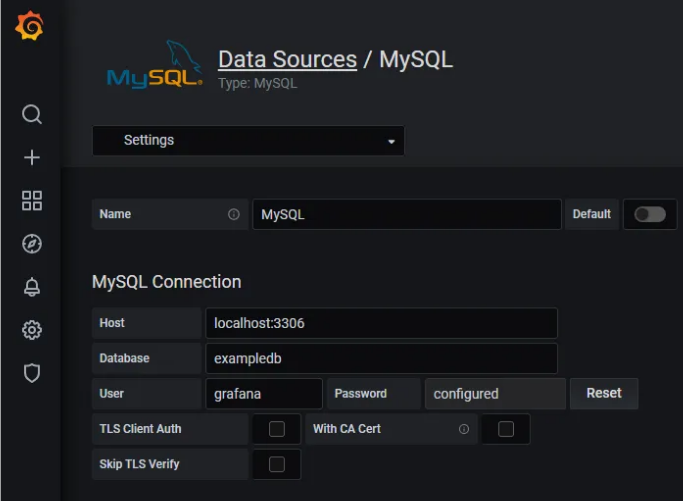 MySQL®
Data Sources / MySQL
Type: MySQL
Settings
Name MySQL Default
MySQL Connection
Host localhost:3306
Database exampledb
User grafana Password configured Reset
TLS Client Auth With CA Cert
Skip TLS Verify